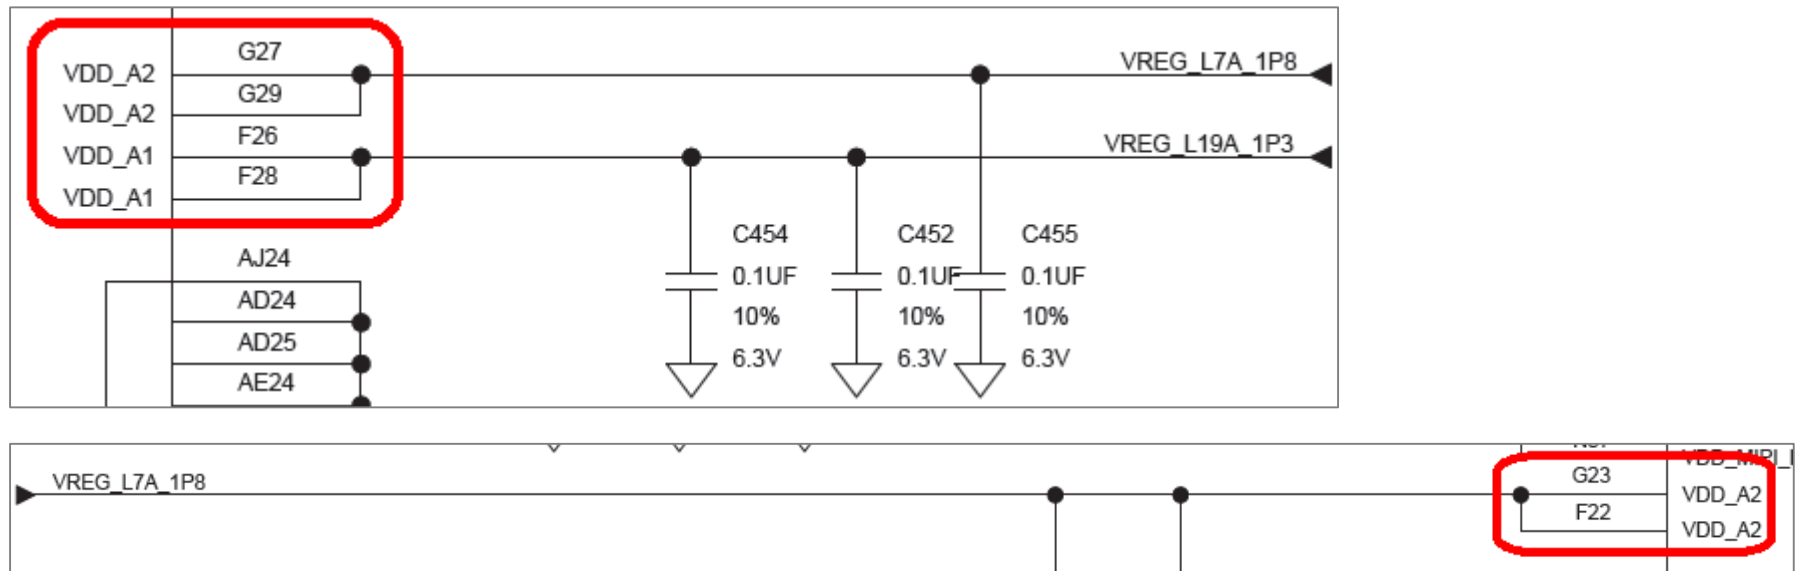 G27
VDD_A2
VREG_L7A_1P8
G29
VDD_A2
F26
VDD_A1
VREG_L19A_1P3
F28
VDD_A1
C454
C452
C455
AJ24
0.1UF
0.1UF
0.1UF
AD24
10%
10%
10%
AD25
6.3V
6.3V
6.3V
AE24
VREG_L7A_1P8
G23
VDD_A2
F22
VDD_A2